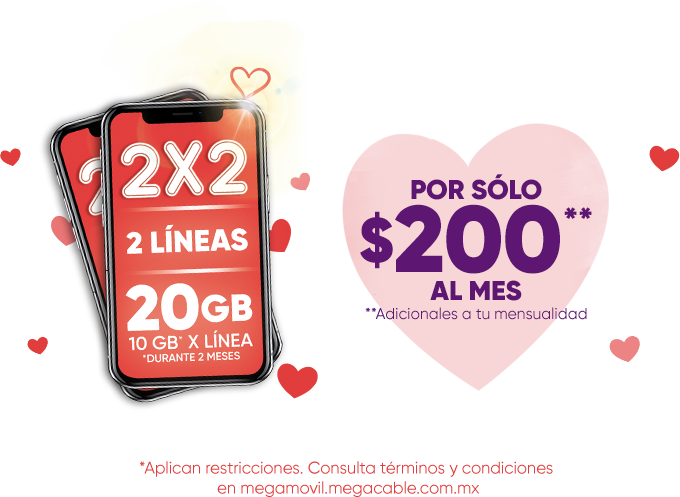 2X2
2 LÍNEAS
20GB
10 GB* X LÍNEA
*DURANTE 2 MESES
POR SÓLO
$200**
AL MES
**Adicionales a tu mensualidad
*Aplican restricciones. Consulta términos y condiciones
en megamovil.megacable.com.mx